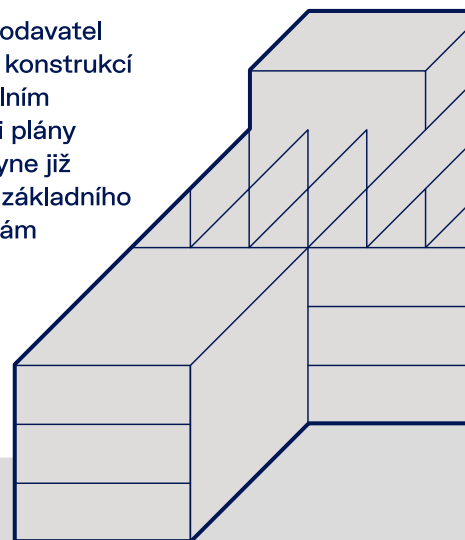 odavatel
konstrukcí
lním
i plány
yne již
základního
ám